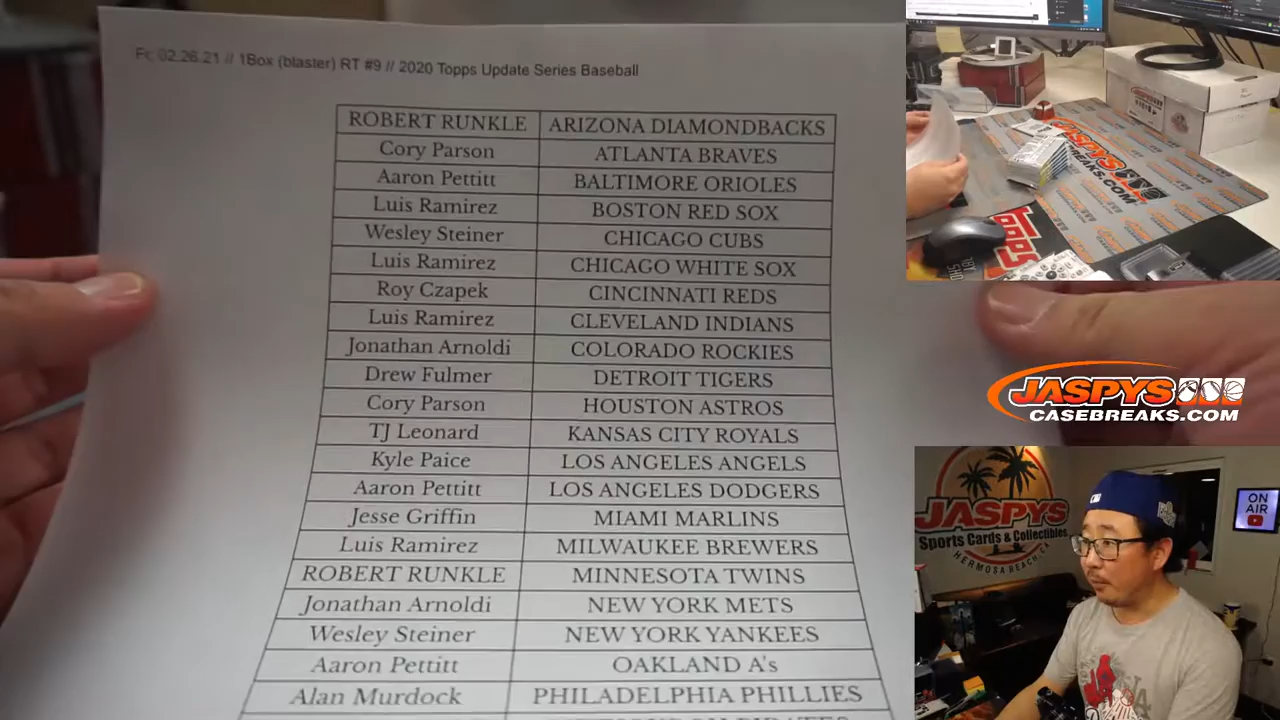 Fri, 02.26.21 // 1Box (blaster) RT #9 // 2020 Topps Update Series Baseball
ROBERT RUNKLE ARIZONA DIAMONDBACKS
Cory Parson ATLANTA BRAVES
Aaron Pettitt BALTIMORE ORIOLES
Luis Ramirez BOSTON RED SOX
Wesley Steiner CHICAGO CUBS
Luis Ramirez CHICAGO WHITE SOX
Roy Czapek CINCINNATI REDS
Luis Ramirez CLEVELAND INDIANS
Jonathan Arnoldi COLORADO ROCKIES
Drew Fulmer DETROIT TIGERS
Cory Parson HOUSTON ASTROS
TJ Leonard KANSAS CITY ROYALS
Kyle Paice LOS ANGELES ANGELS
Aaron Pettitt LOS ANGELES DODGERS
Jesse Griffin MIAMI MARLINS
Luis Ramirez MILWAUKEE BREWERS
ROBERT RUNKLE MINNESOTA TWINS
Jonathan Arnoldi NEW YORK METS
Wesley Steiner NEW YORK YANKEES
Aaron Pettitt OAKLAND A's
Alan Murdock PHILADELPHIA PHILLIES
JASPYS
CASEBREAKS.COM
JASPYS
CASEBREAKS.COM
Topps
JASPYS
Sports Cards & Collectibles
HERMOSA BEACH, CA
ON
AIR